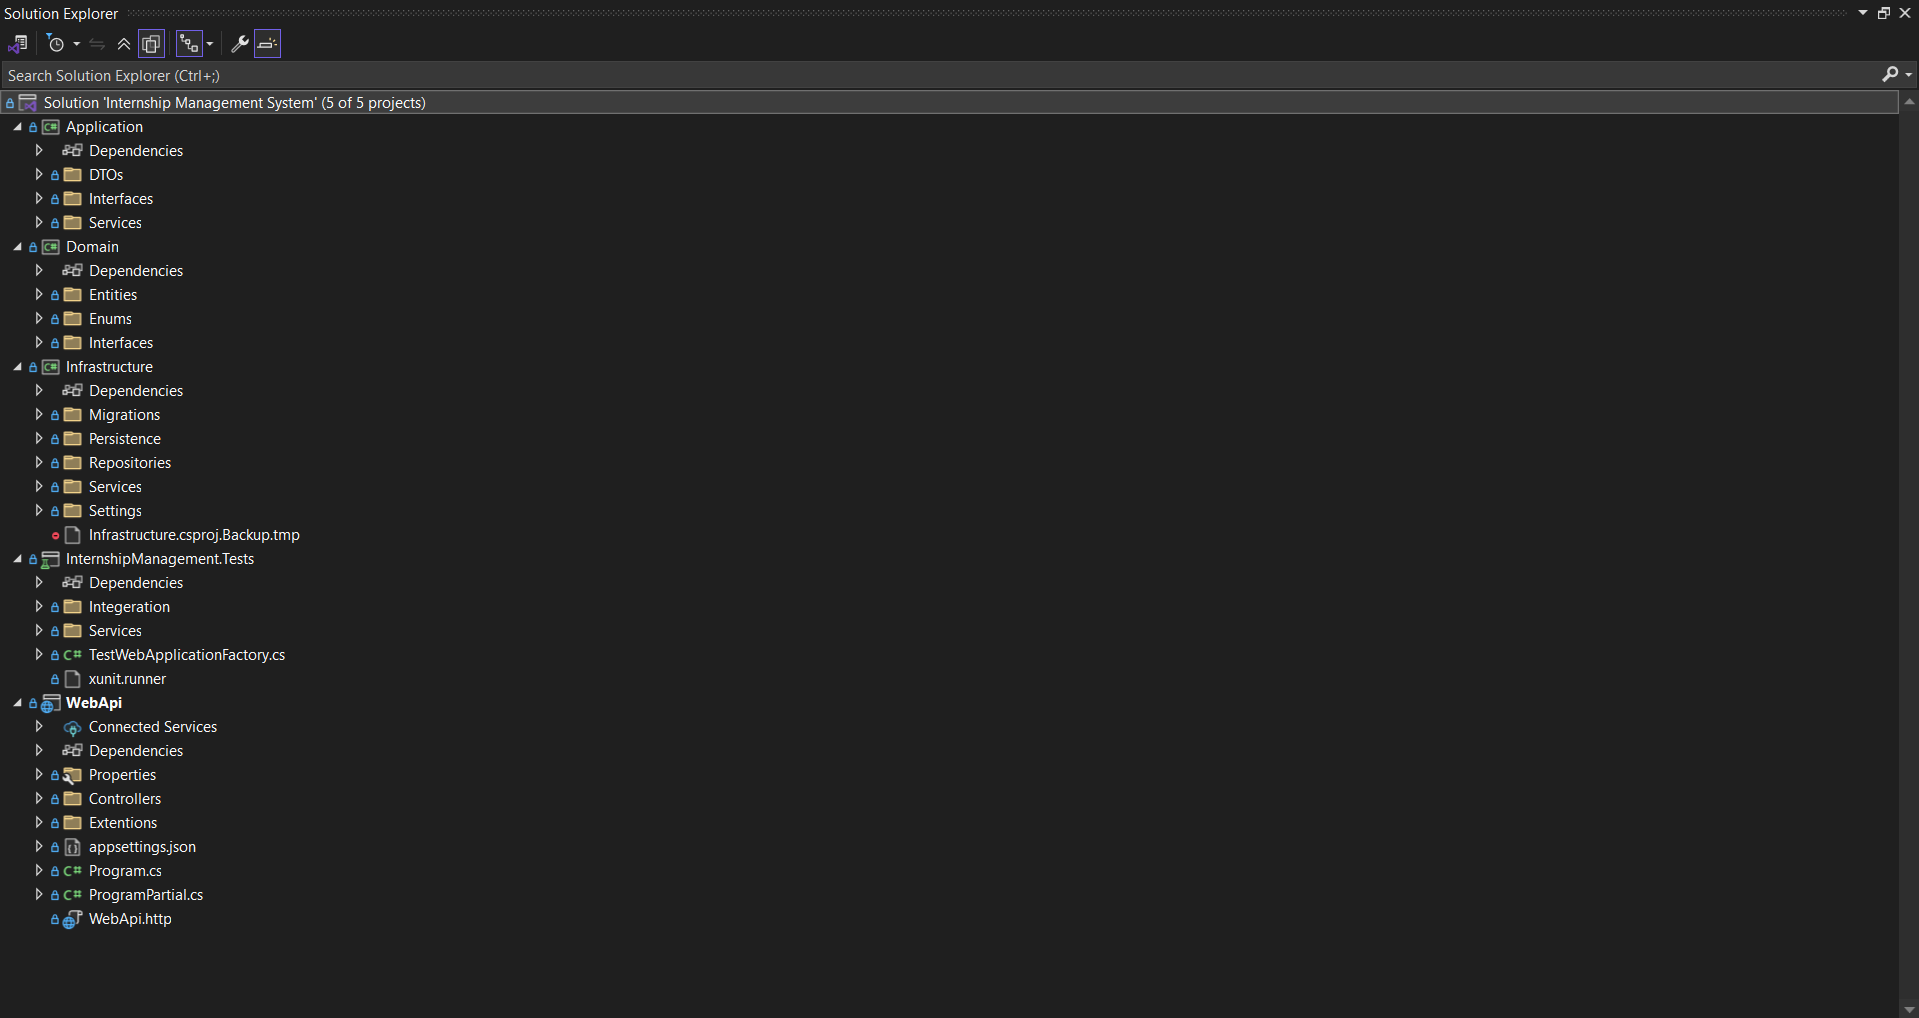 Solution Explorer
Search Solution Explorer (Ctrl+;)
Solution 'Internship Management System' (5 of 5 projects)
C# Application
Dependencies
DTOs
Interfaces
Services
C# Domain
Dependencies
Entities
Enums
Interfaces
C# Infrastructure
Dependencies
Migrations
Persistence
Repositories
Services
Settings
Infrastructure.csproj.Backup.tmp
InternshipManagement.Tests
Dependencies
Integeration
Services
C# TestWebApplicationFactory.cs
xunit.runner
WebApi
Connected Services
Dependencies
Properties
Controllers
Extentions
appsettings.json
C# Program.cs
C# ProgramPartial.cs
WebApi.http